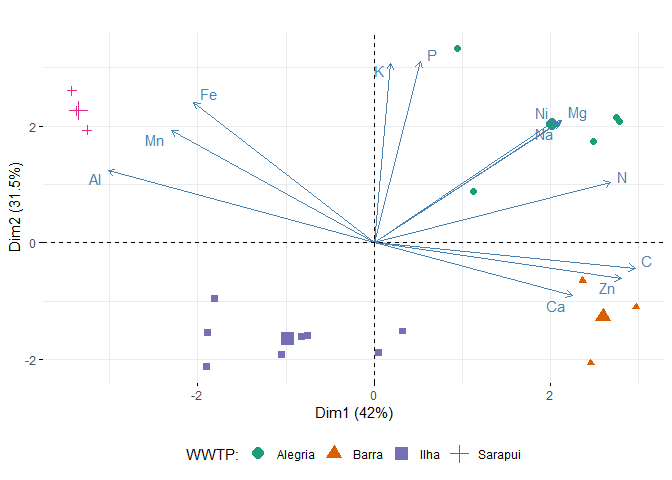 K
P
Fe
Mn
Al
Ni
Mg
Na
N
C
Zn
Ca
2
0
-2
Dim2 (31.5%)
-2 0 2
Dim1 (42%)
WWTP: Alegria Barra Ilha Sarapui